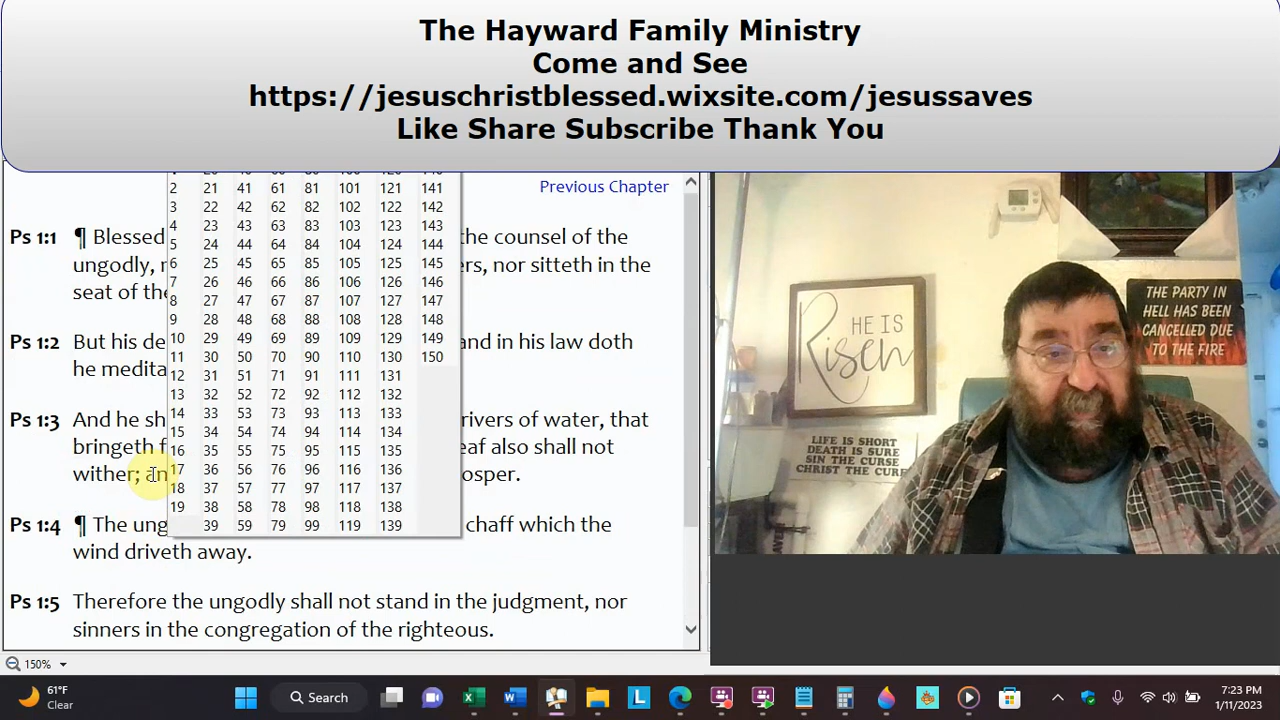 The Hayward Family Ministry
Come and See
https://jesuschristblessed.wixsite.com/jesussaves
Like Share Subscribe Thank You
Previous Chapter
Ps 1:1 ¶ Blessed the counsel of the
ungodly, nor sitteth in the
seat of the
Ps 1:2 But his and in his law doth
he
Ps 1:3 And he rivers of water, that
bringeth also shall not
wither;
Ps 1:4 ¶ The chaff which the
wind driveth away.
Ps 1:5 Therefore the ungodly shall not stand in the judgment, nor
sinners in the congregation of the righteous.
2 21 41 61 81 101 121 141
3 22 42 62 82 102 122 142
4 23 43 63 83 103 123 143
5 24 44 64 84 104 124 144
6 25 45 65 85 105 125 145
7 26 46 66 86 106 126 146
8 27 47 67 87 107 127 147
9 28 48 68 88 108 128 148
10 29 49 69 89 109 129 149
11 30 50 70 90 110 130 150
12 31 51 71 91 111 131
13 32 52 72 92 112 132
14 33 53 73 93 113 133
15 34 54 74 94 114 134
16 35 55 75 95 115 135
17 36 56 76 96 116 136
18 37 57 77 97 117 137
19 38 58 78 98 118 138
39 59 79 99 119 139
HE IS
Risen
THE PARTY IN
HELL HAS BEEN
CANCELLED DUE
TO THE FIRE
LIFE IS SHORT
DEATH IS SURE
SIN THE CURSE
CHRIST THE CURE
150%
61°F
Clear
Search
7:23 PM
1/11/2023